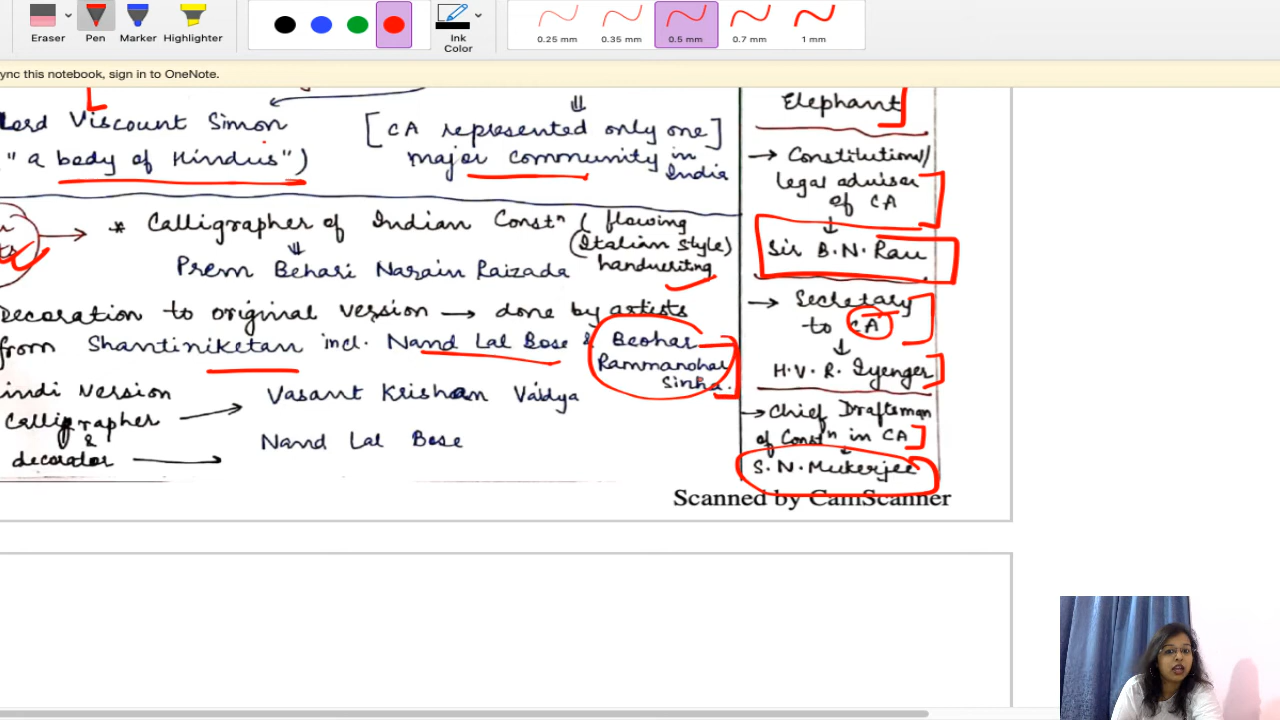 Eraser
Pen
Marker
Highlighter
Ink
Color
0.25 mm
0.35 mm
0.5 mm
0.7 mm
1 mm
ync this notebook, sign in to OneNote.
Lord Viscount Simon
"a body of Hindus")
[CA represented only one]
major community in
India
* Calligrapher of Indian Constn (flowing
(Italian style)
handwriting
Prem Behari Narain Raizada
Decoration to original version → done by artists
from Shantiniketan incl. Nand Lal Bose & Beohar
Rammanohar
Sinha.
indi version
Calligrapher
&
decorator
Vasant Krishan Vaidya
Nand Lal Bose
Elephant
→ Constitutional/
legal adviser
of CA
↓
Sir B.N. Rau
→ Secretary
to CA
↓
H.V.R. Iyenger
→ Chief Draftsman
of Constn in CA
S.N. Mukerjee
Scanned by CamScanner